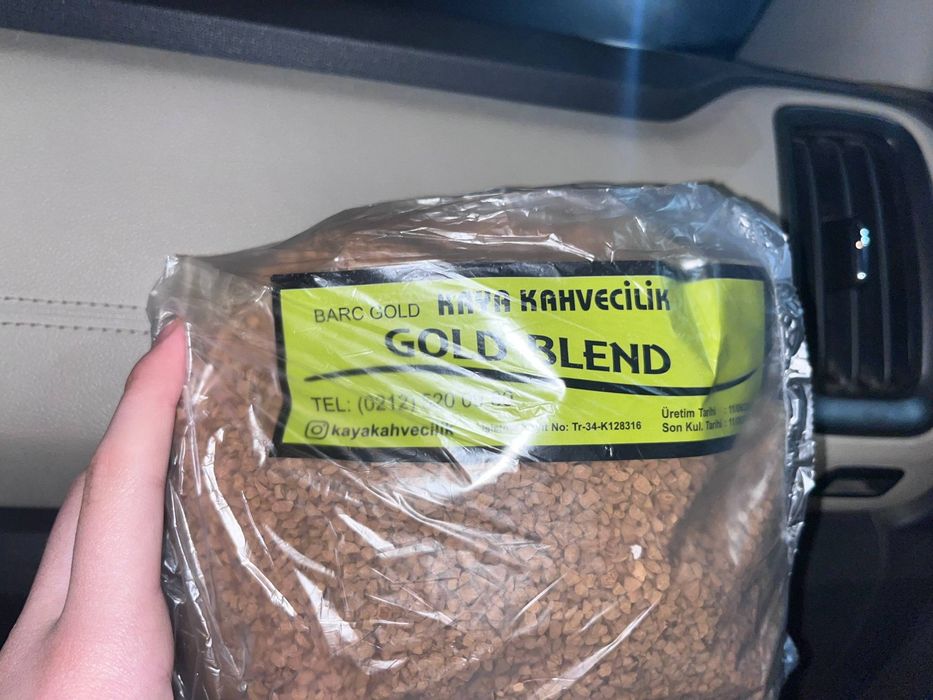 BARC GOLD KAYA KAHVECİLİK
GOLD BLEND
TEL: (0212) 520
kayakahvecilik No: Tr-34-K128316
Üretim Tarihi :
Son Kul. Tarihi :